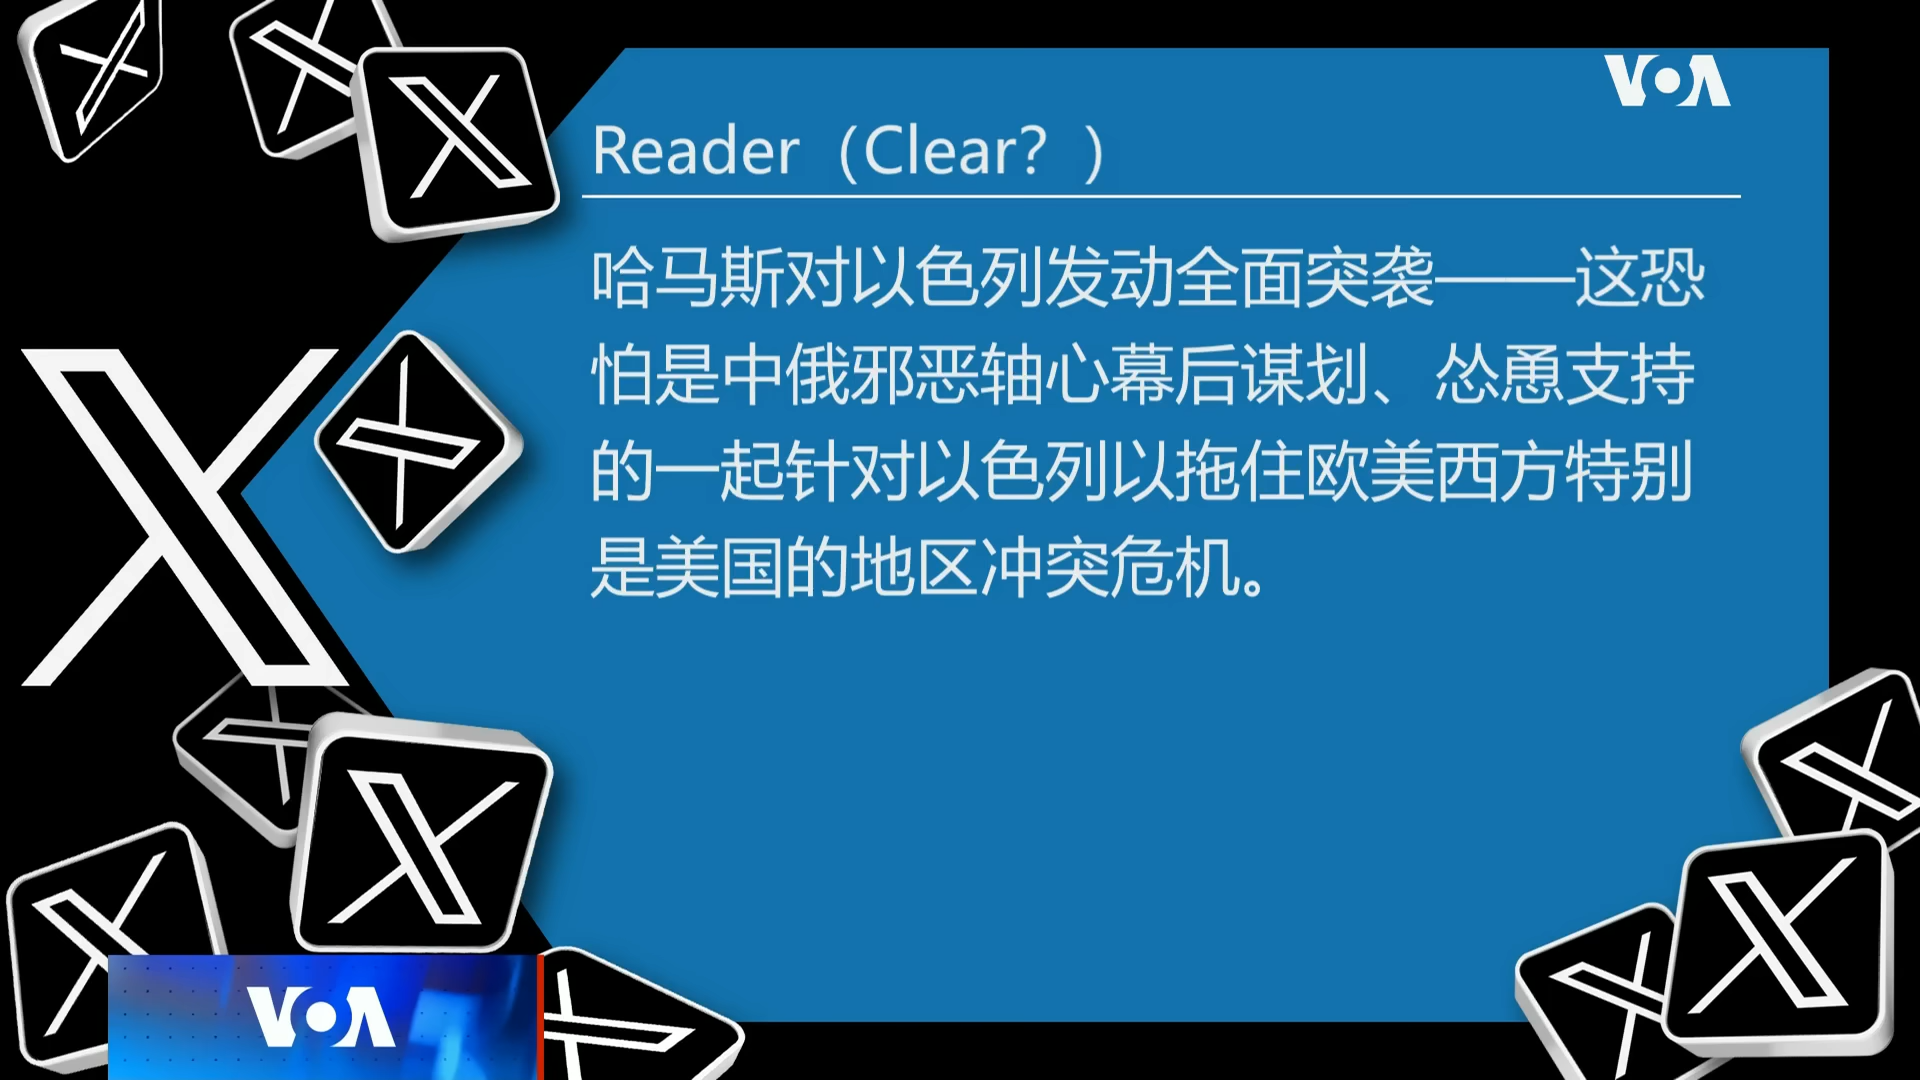 VOA
Reader（Clear？）
哈马斯对以色列发动全面突袭——这恐
怕是中俄邪恶轴心幕后谋划、怂恿支持
的一起针对以色列以拖住欧美西方特别
是美国的地区冲突危机。
VOA